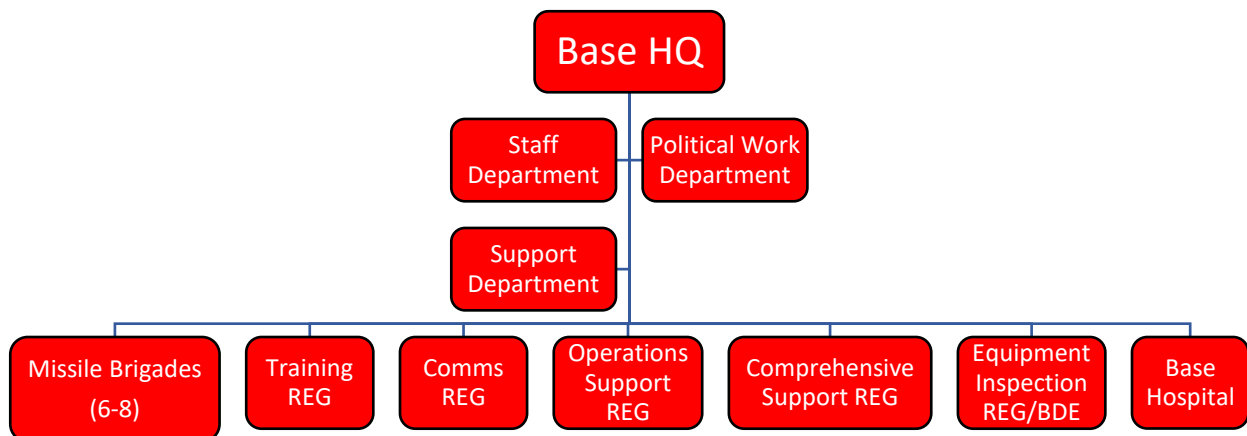 Base HQ
Staff
Department
Political Work
Department
Support
Department
Missile Brigades
(6-8)
Training
REG
Comms
REG
Operations
Support
REG
Comprehensive
Support REG
Equipment
Inspection
REG/BDE
Base
Hospital